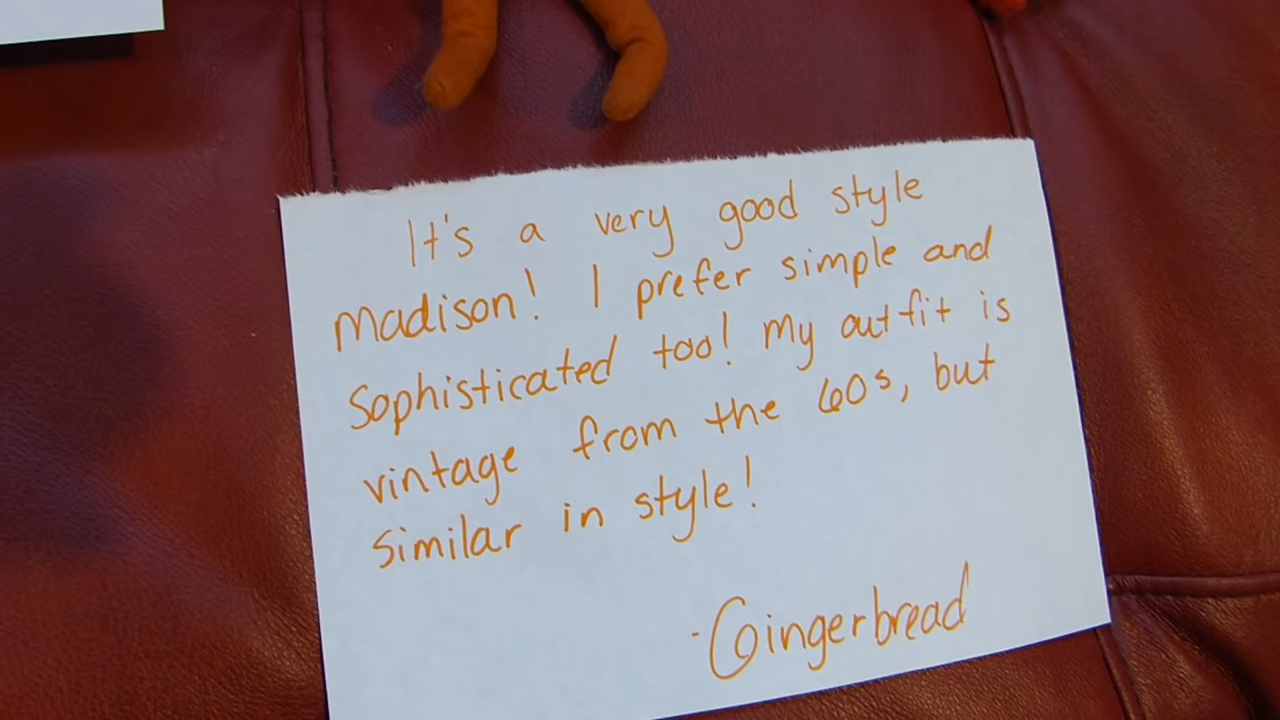 It's a very good style
Madison! I prefer simple and
Sophisticated too! My outfit is
vintage from the 60s, but
similar in style!
-Gingerbread